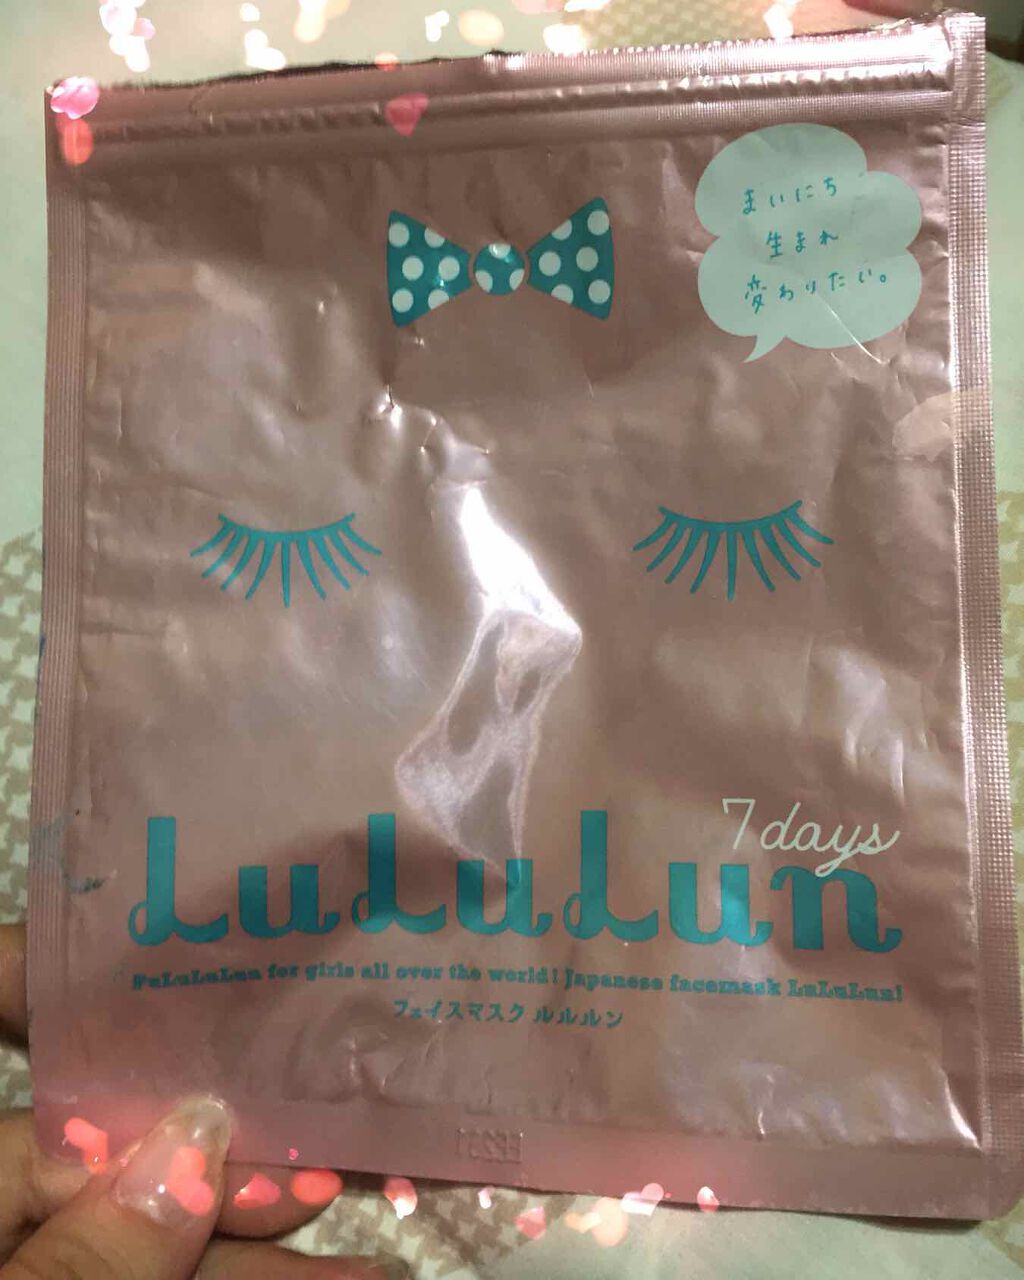 まいにち
生まれ
変わりたい。
7days
LuLuLun
PuLuLuLun for girls all over the world! Japanese facemask LuLuLun!
フェイスマスク ルルルン